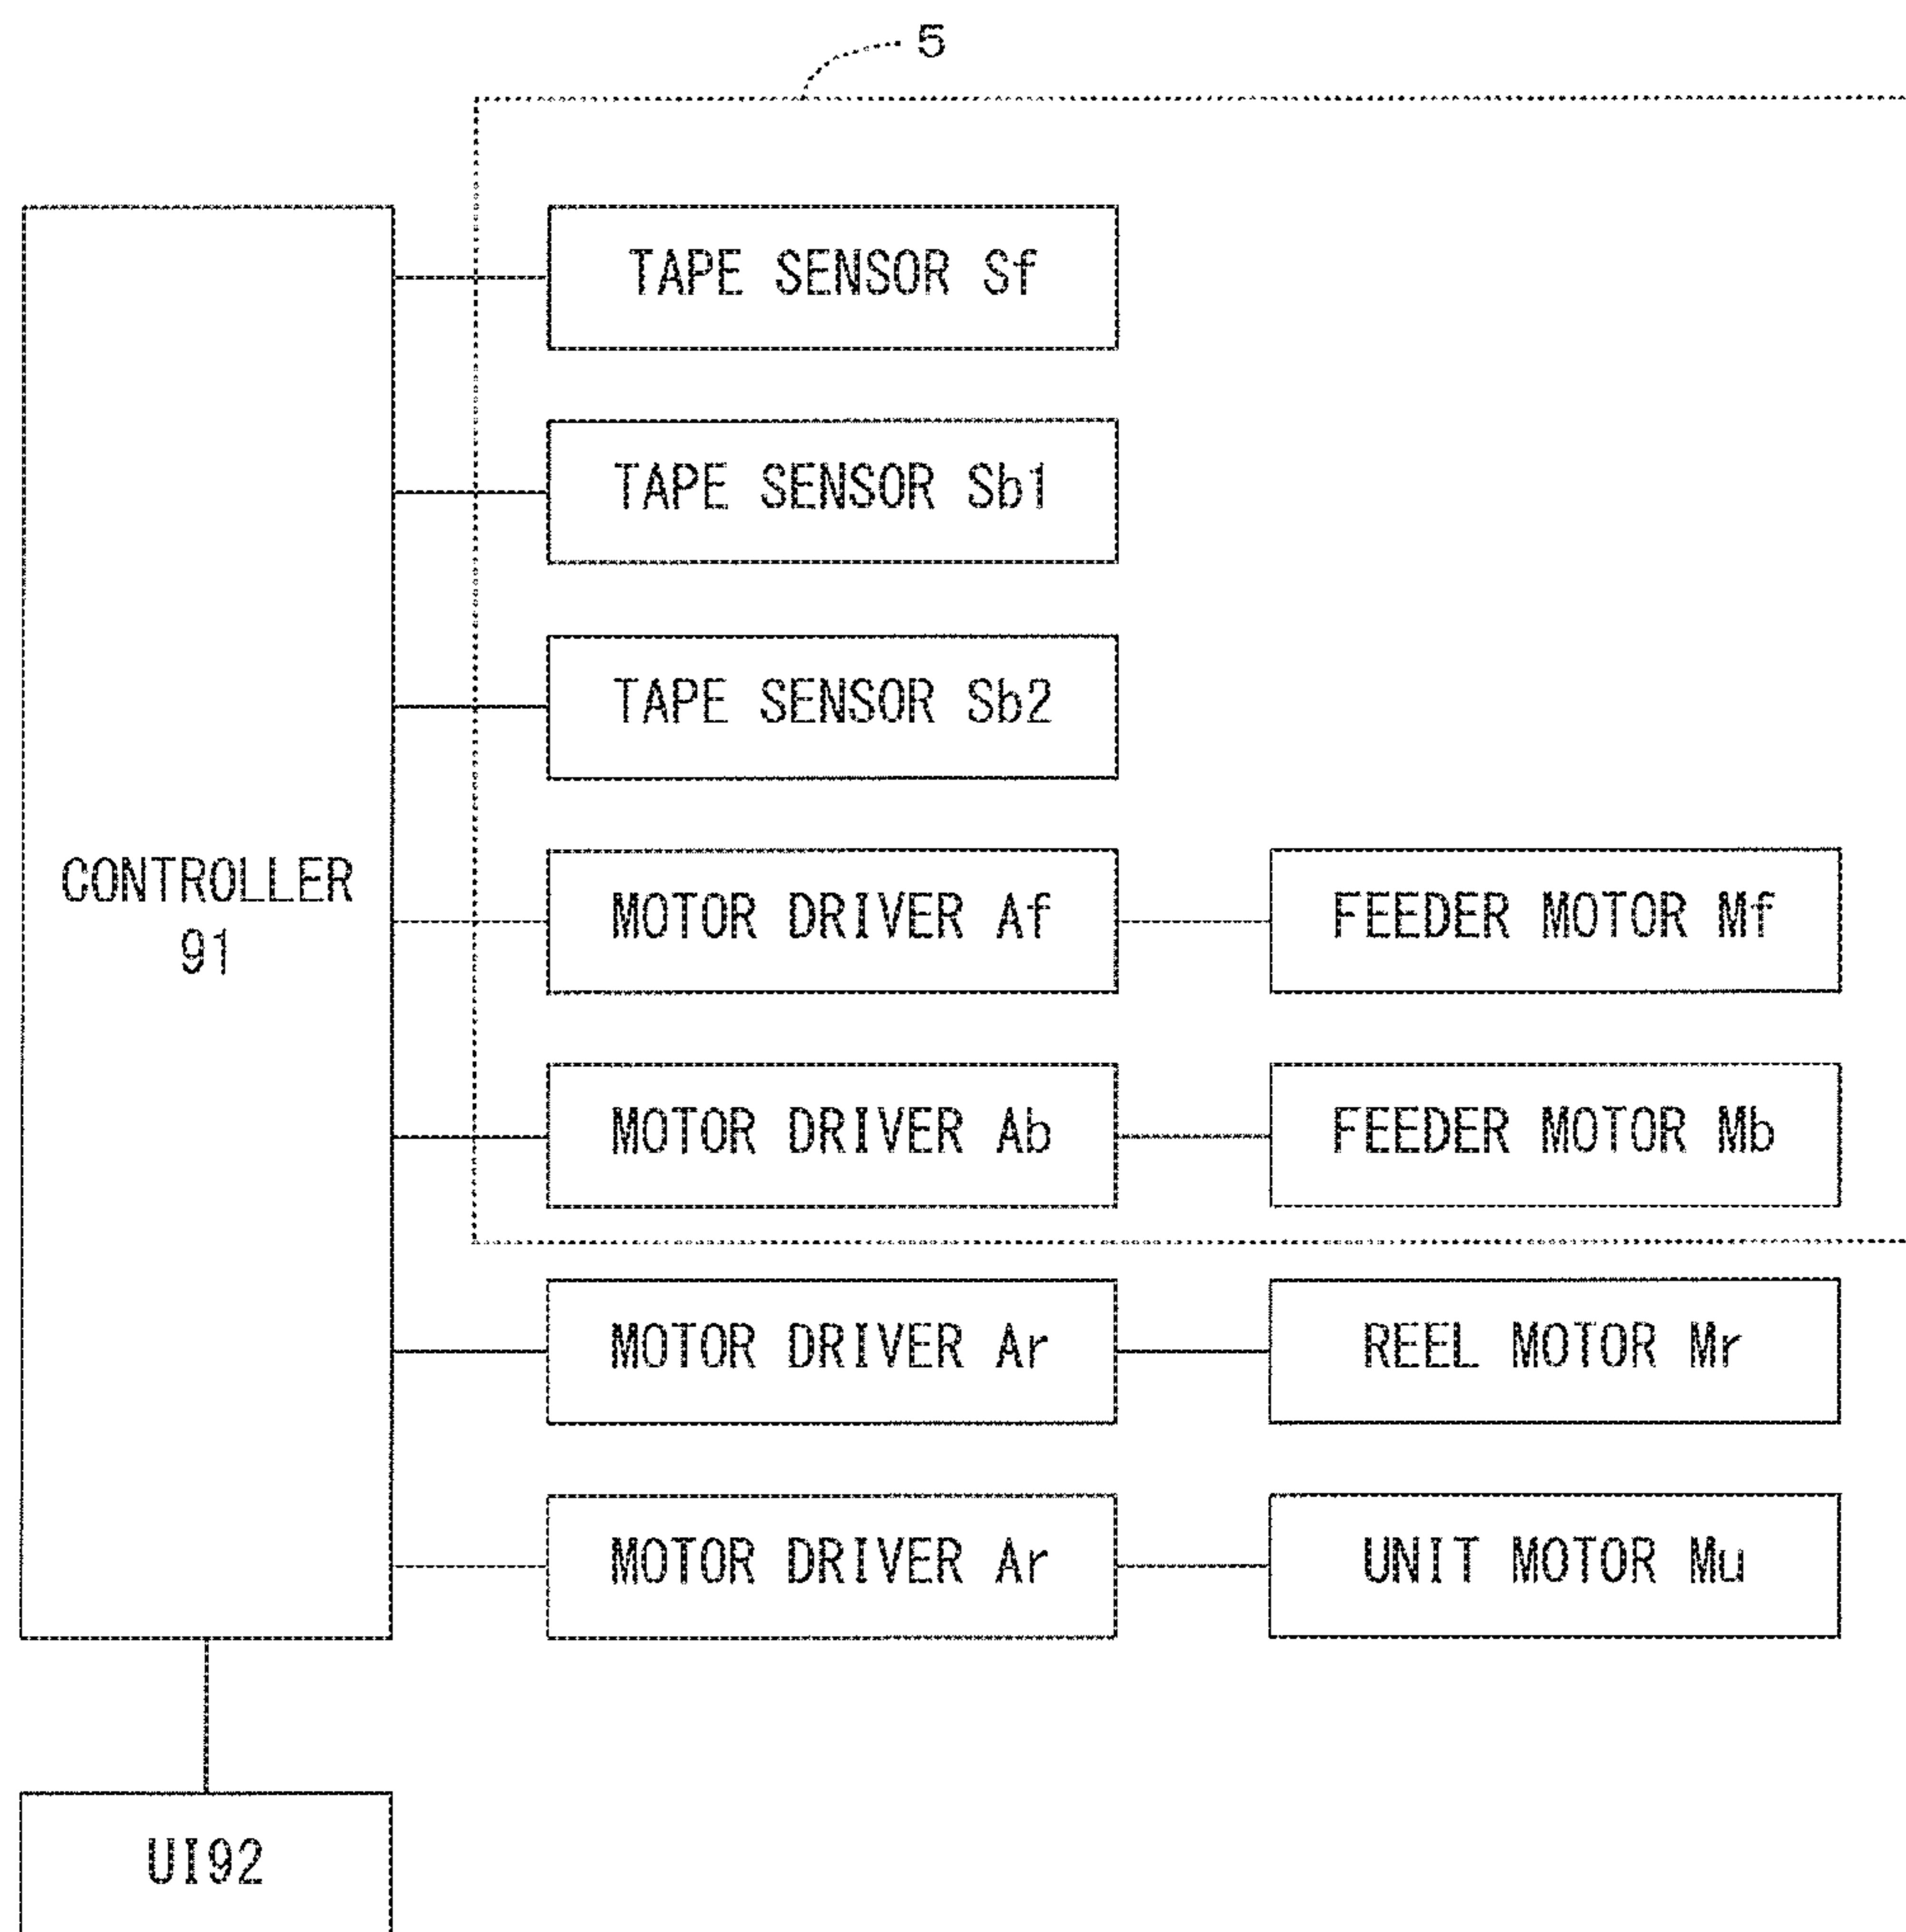 5
TAPE SENSOR Sf
TAPE SENSOR Sb1
TAPE SENSOR Sb2
CONTROLLER
91
MOTOR DRIVER Af
FEEDER MOTOR Mf
MOTOR DRIVER Ab
FEEDER MOTOR Mb
MOTOR DRIVER Ar
REEL MOTOR Mr
MOTOR DRIVER Ar
UNIT MOTOR Mu
UI92